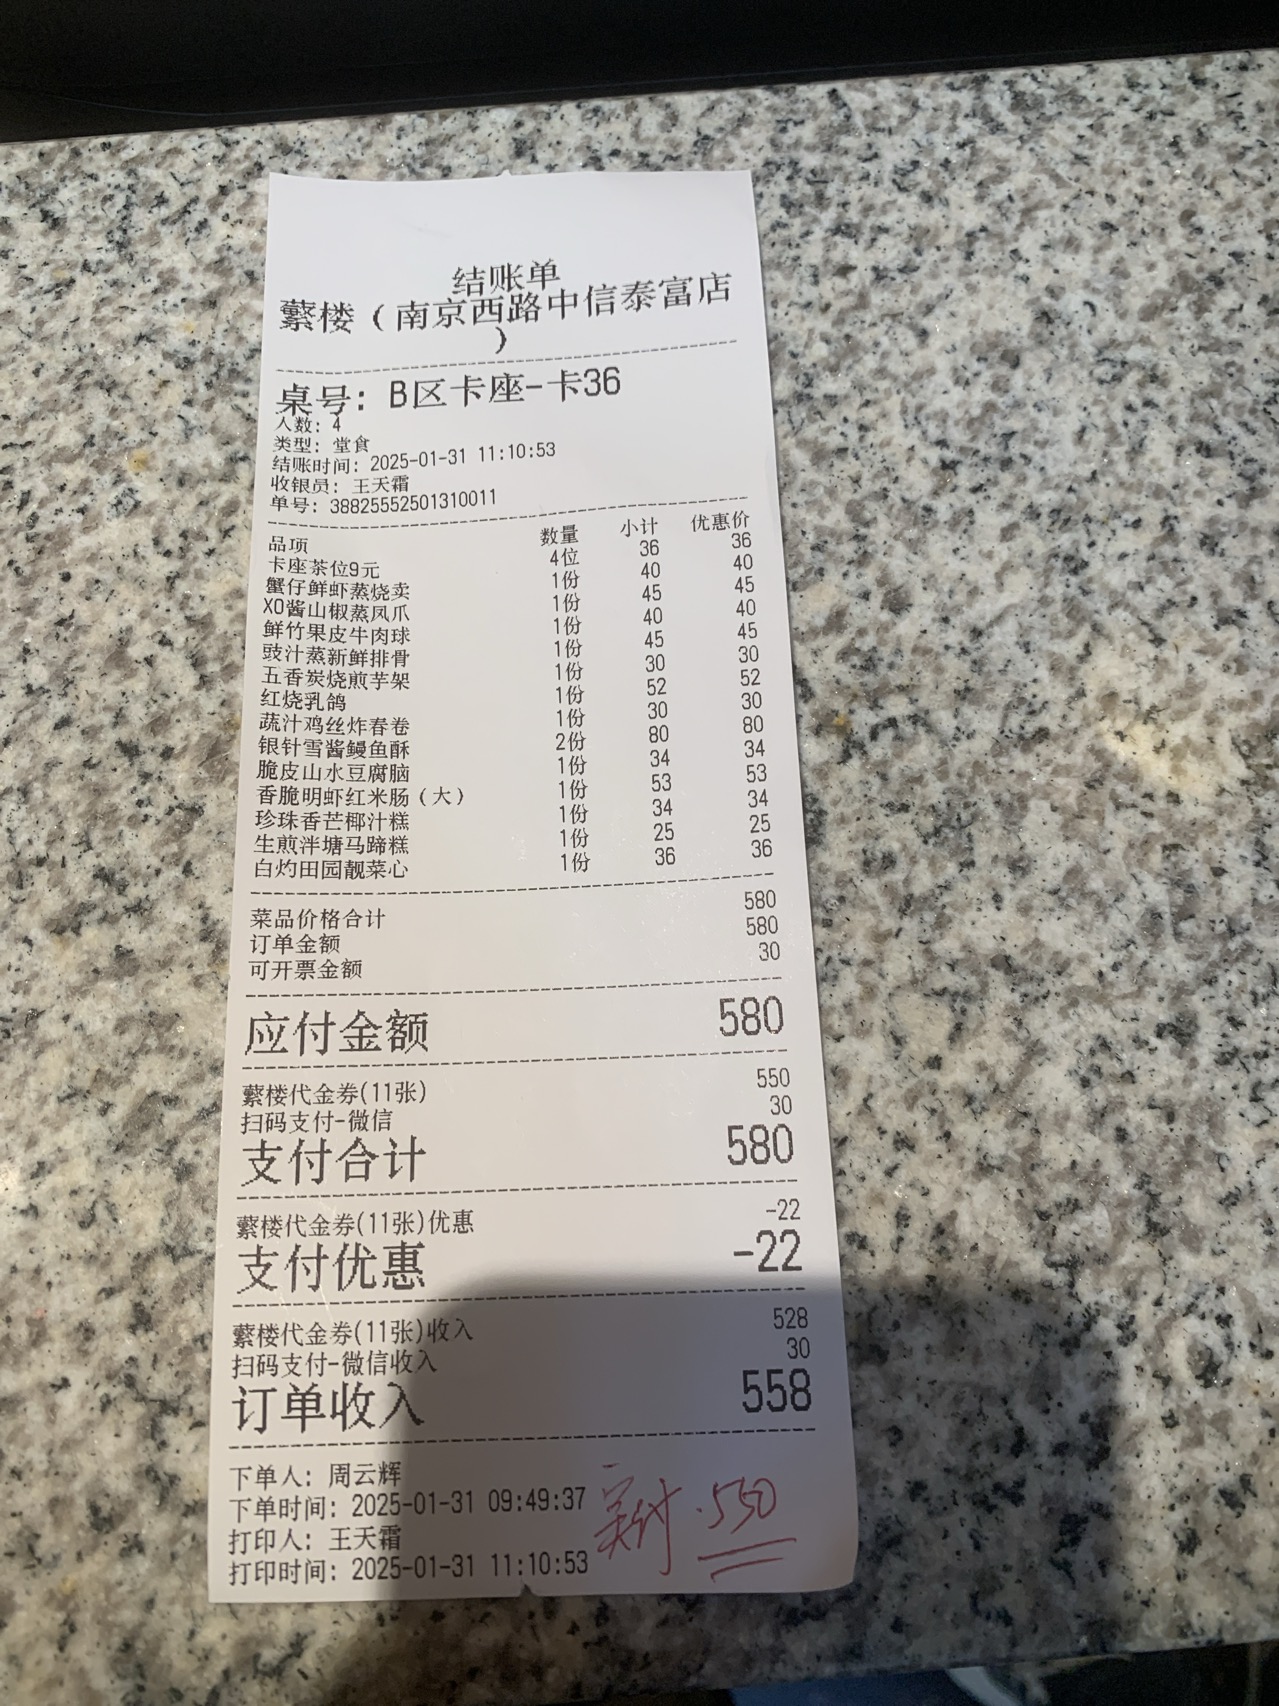 结账单
蘩楼（南京西路中信泰富店
）
桌号：B区卡座-卡36
人数：4
类型：堂食
结账时间：2025-01-31 11:10:53
收银员：王天霜
单号：38825552501310011
品项 数量 小计 优惠价
卡座茶位9元 4位 36 36
蟹仔鲜虾蒸烧卖 1份 40 40
XO酱山椒蒸凤爪 1份 45 45
鲜竹果皮牛肉球 1份 40 40
豉汁蒸新鲜排骨 1份 45 45
五香炭烧煎芋架 1份 30 30
红烧乳鸽 1份 52 52
蔬汁鸡丝炸春卷 1份 30 30
银针雪酱鳗鱼酥 2份 80 80
脆皮山水豆腐脑 1份 34 34
香脆明虾红米肠（大） 1份 53 53
珍珠香芒椰汁糕 1份 34 34
生煎泮塘马蹄糕 1份 25 25
白灼田园靓菜心 1份 36 36
菜品价格合计 580
订单金额 580
可开票金额 30
应付金额 580
蘩楼代金券(11张) 550
扫码支付-微信 30
支付合计 580
蘩楼代金券(11张)优惠 -22
支付优惠 -22
蘩楼代金券(11张)收入 528
扫码支付-微信收入 30
订单收入 558
下单人：周云辉
下单时间：2025-01-31 09:49:37
打印人：王天霜
打印时间：2025-01-31 11:10:53
实付.550